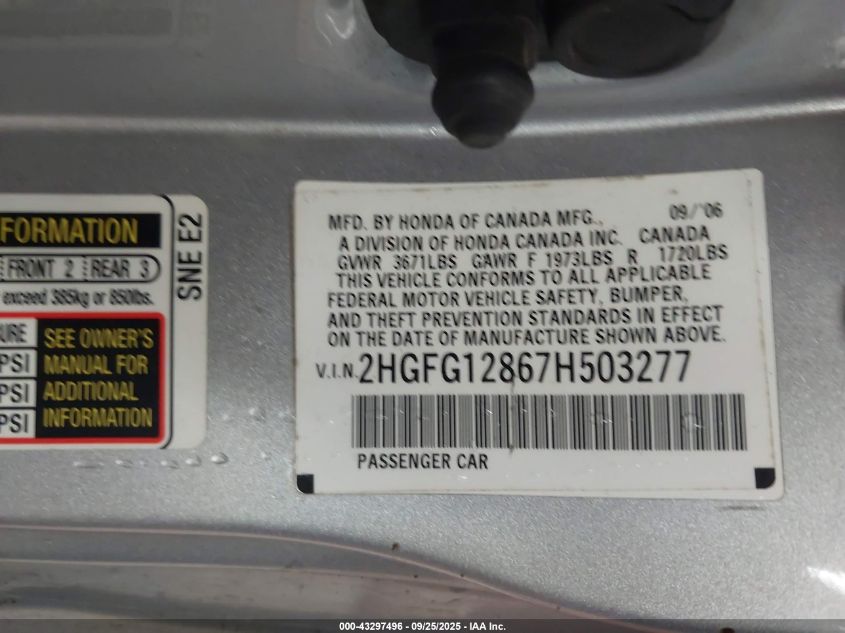 FORMATION
FRONT 2 REAR 3
exceed 385kg or 850lbs.
URE
PSI
PSI
PSI
SEE OWNER'S
MANUAL FOR
ADDITIONAL
INFORMATION
SNE E2
MFD. BY HONDA OF CANADA MFG., 09/'06
A DIVISION OF HONDA CANADA INC. CANADA
GVWR 3671LBS GAWR F 1973LBS R 1720LBS
THIS VEHICLE CONFORMS TO ALL APPLICABLE
FEDERAL MOTOR VEHICLE SAFETY, BUMPER,
AND THEFT PREVENTION STANDARDS IN EFFECT
ON THE DATE OF MANUFACTURE SHOWN ABOVE.
V.I.N. 2HGFG12867H503277
PASSENGER CAR
000-43297496 - 09/25/2025 - IAA Inc.